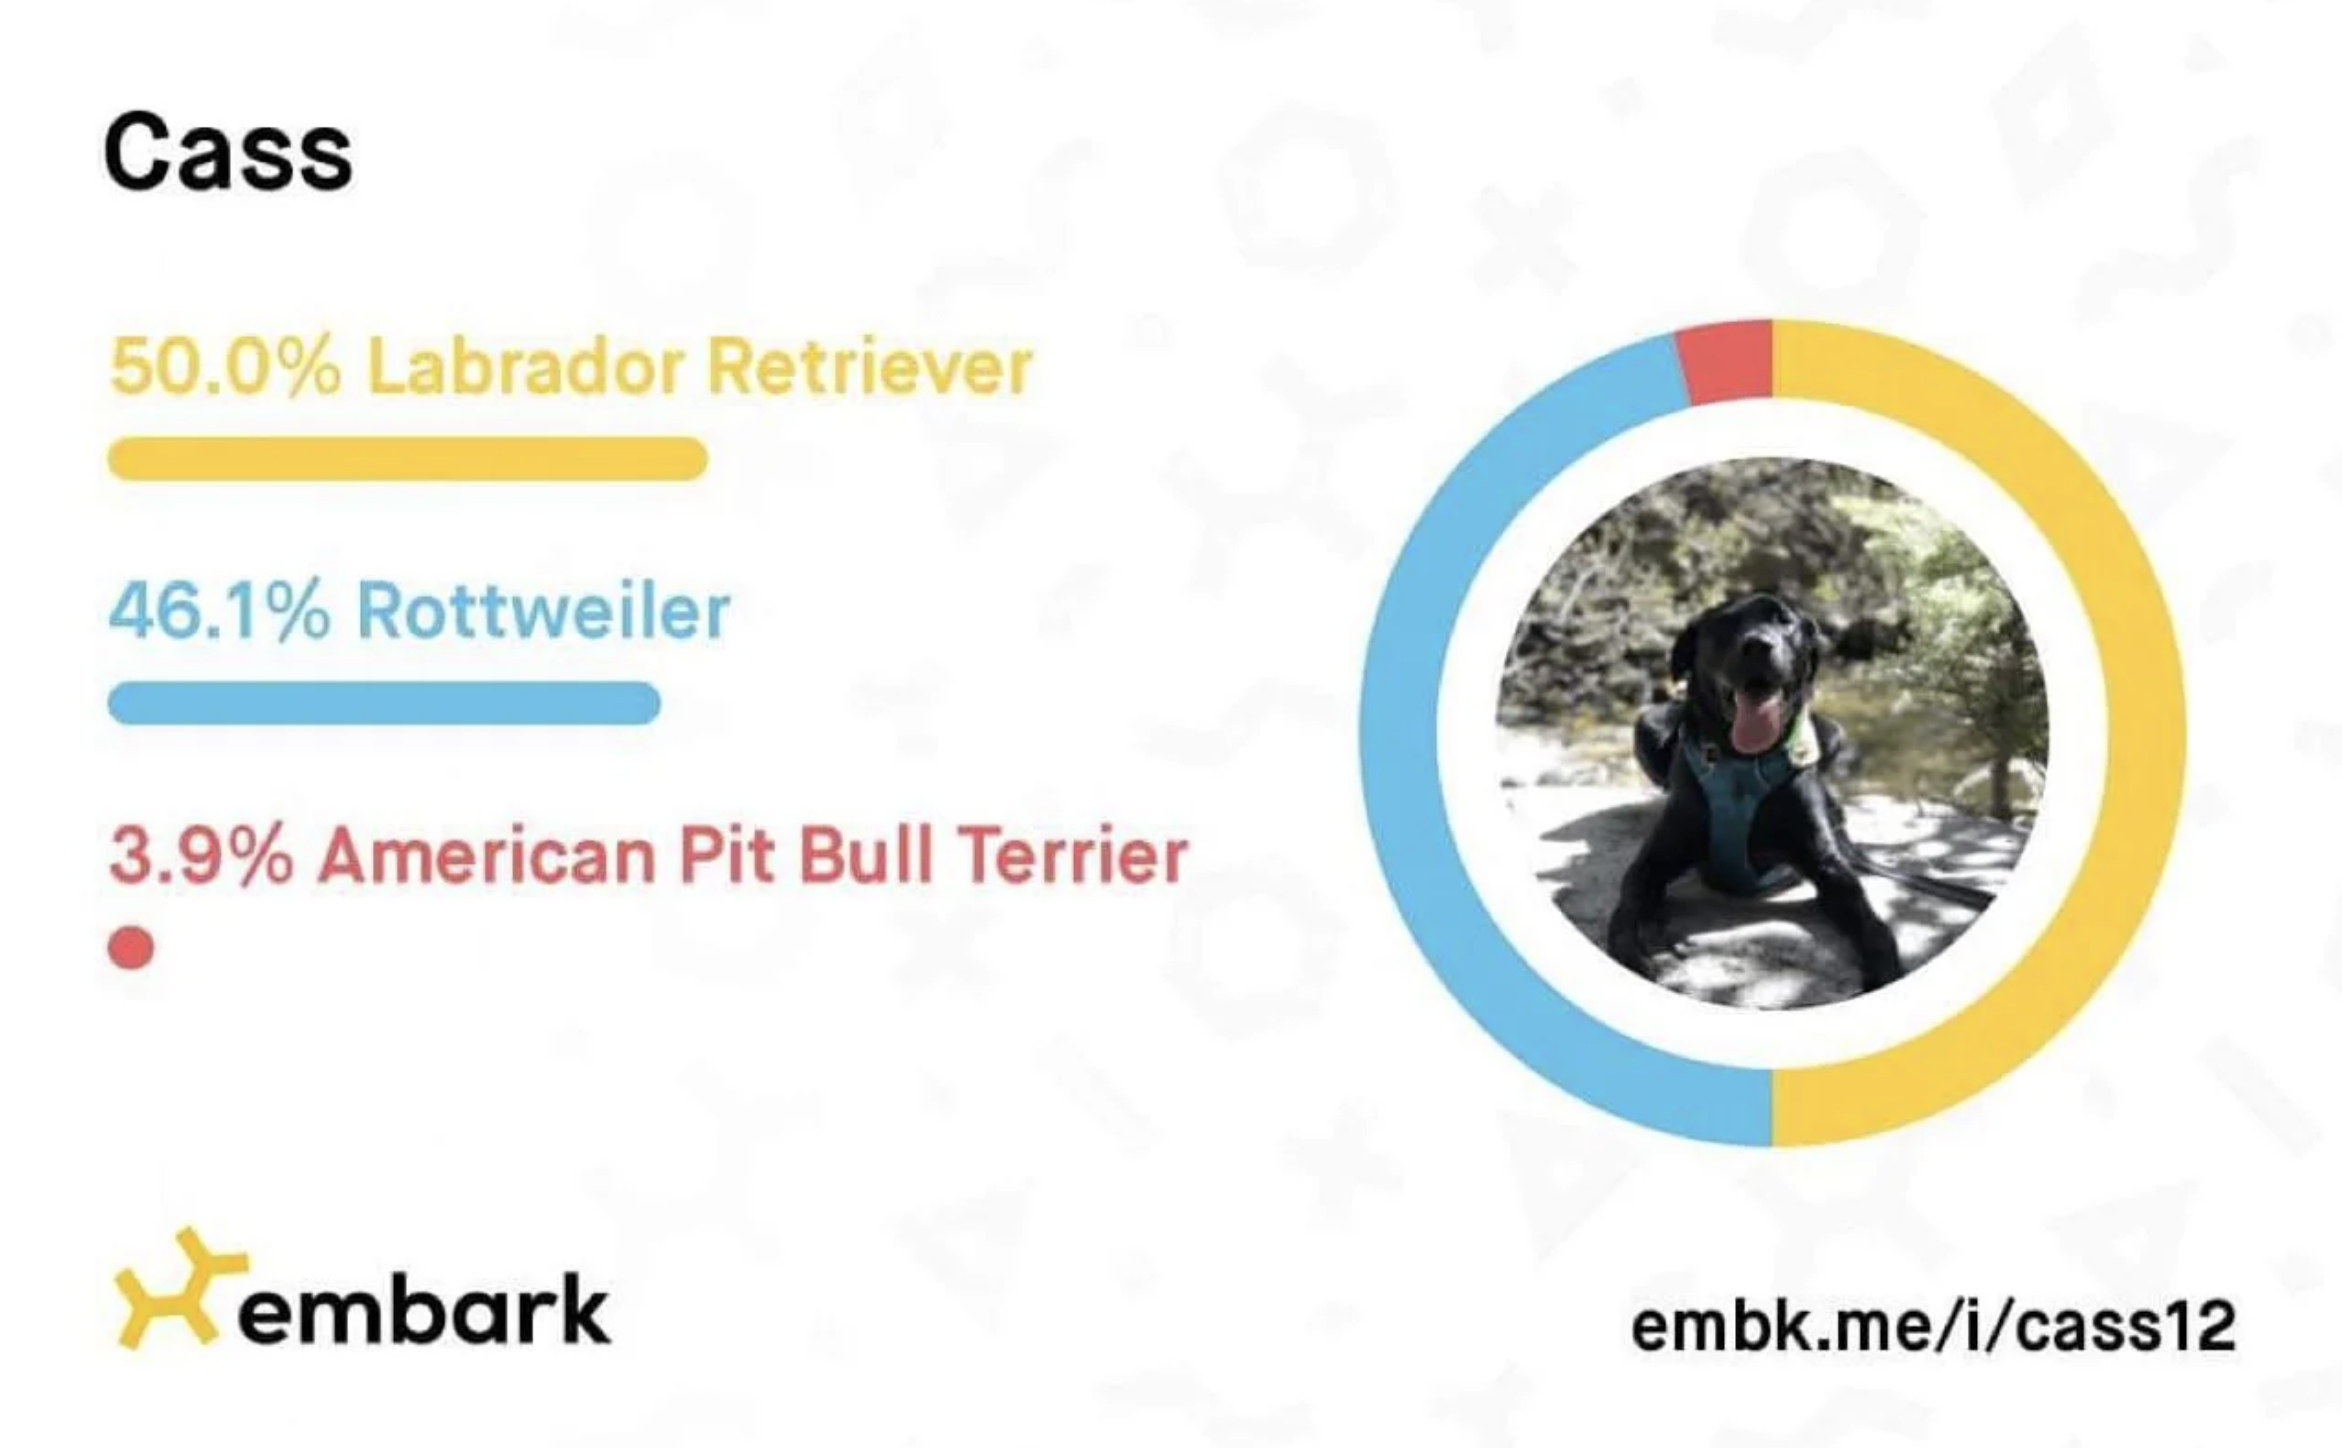 Cass
50.0% Labrador Retriever
46.1% Rottweiler
3.9% American Pit Bull Terrier
embark
embk.me/i/cass12